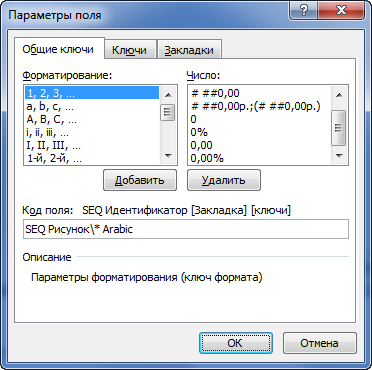 Параметры поля
Общие ключи Ключи Закладки
Форматирование: Число:
1, 2, 3, ... # ##0,00
a, b, c, ... # ##0,00р.;(# ##0,00р.)
A, B, C, ... 0
i, ii, iii, ... 0%
I, II, III, ... 0,00
1-й, 2-й, ... 0,00%
Добавить Удалить
Код поля: SEQ Идентификатор [Закладка] [ключи]
SEQ Рисунок\* Arabic
Описание
Параметры форматирования (ключ формата)
ОК Отмена